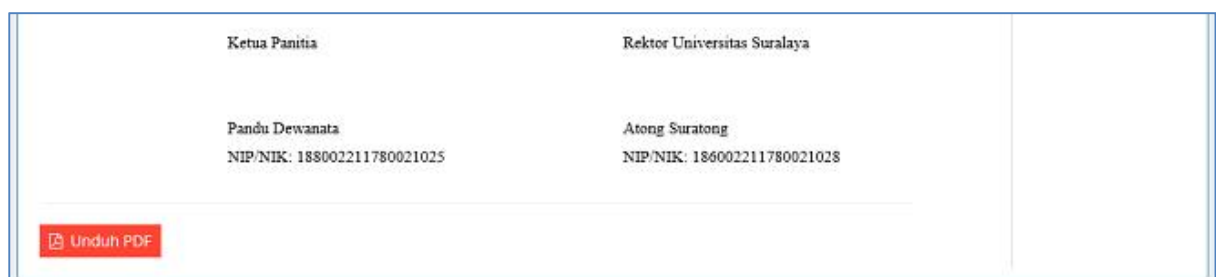 Ketua Panitia Rektor Universitas Suralaya
Pandu Dewanata Atong Suratong
NIP/NIK: 188002211780021025 NIP/NIK: 186002211780021028
Unduh PDF